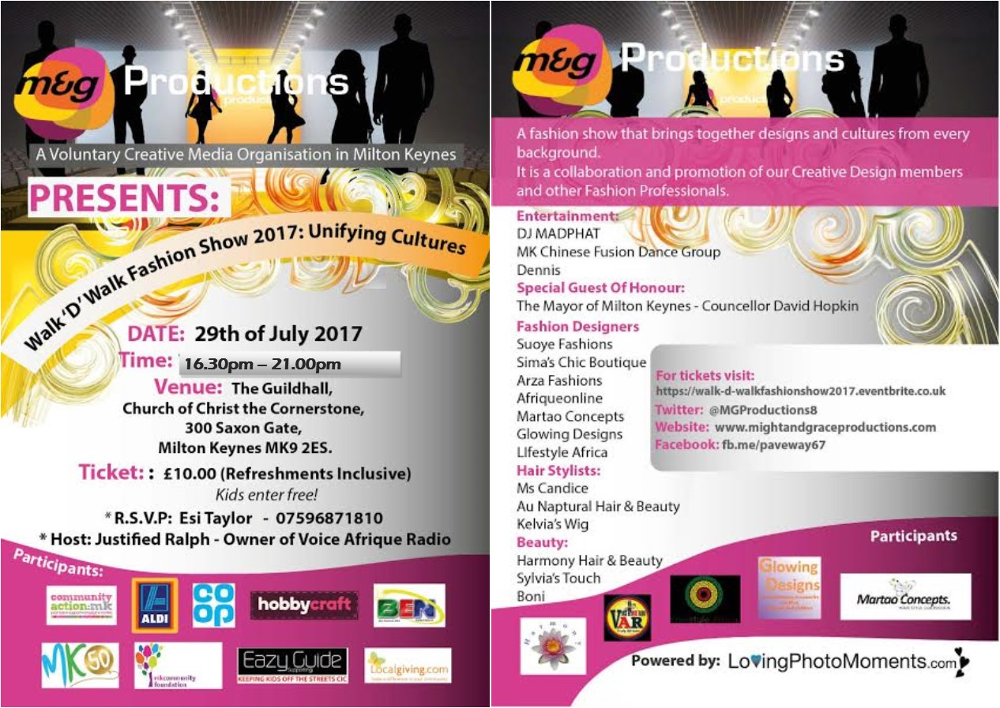 m&g Productions
A Voluntary Creative Media Organisation in Milton Keynes
PRESENTS:
Walk 'D' Walk Fashion Show 2017: Unifying Cultures
DATE: 29th of July 2017
Time: 16.30pm – 21.00pm
Venue: The Guildhall,
Church of Christ the Cornerstone,
300 Saxon Gate,
Milton Keynes MK9 2ES.
Ticket: : £10.00 (Refreshments Inclusive)
Kids enter free!
* R.S.V.P: Esi Taylor - 07596871810
* Host: Justified Ralph - Owner of Voice Afrique Radio
Participants:
community
action:mk
ALDI
CO
OP
hobbycraft
BEN
MK50
mkcommunity
foundation
Eazy Guide
Supporting
KEEPING KIDS OFF THE STREETS CIC
Localgiving.com
m&g Productions
A fashion show that brings together designs and cultures from every
background.
It is a collaboration and promotion of our Creative Design members
and other Fashion Professionals.
Entertainment:
DJ MADPHAT
MK Chinese Fusion Dance Group
Dennis
Special Guest Of Honour:
The Mayor of Milton Keynes - Councellor David Hopkin
Fashion Designers
Suoye Fashions
Sima's Chic Boutique
Arza Fashions
Afriqueonline
Martao Concepts
Glowing Designs
LIfestyle Africa
Hair Stylists:
Ms Candice
Au Naptural Hair & Beauty
Kelvia's Wig
Beauty:
Harmony Hair & Beauty
Sylvia's Touch
Boni
For tickets visit:
https://walk-d-walkfashionshow2017.eventbrite.co.uk
Twitter: @MGProductions8
Website: www.mightandgraceproductions.com
Facebook: fb.me/paveway67
Participants
Harmony
VAR
Glowing
Designs
Martao Concepts.
Powered by: LovingPhotoMoments.com